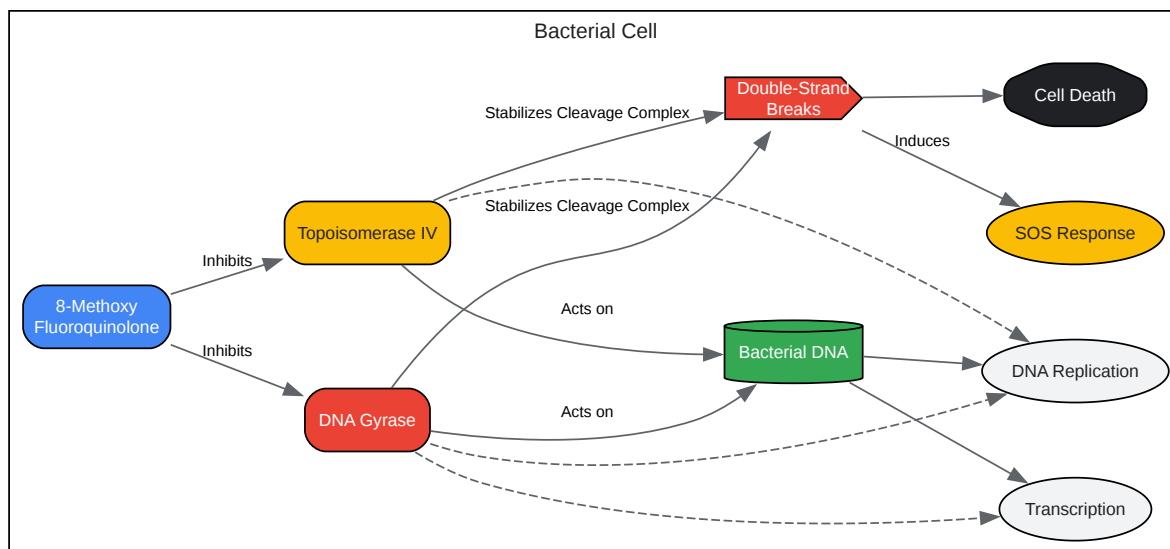 Bacterial Cell
Double-Strand
Breaks
Cell Death
Stabilizes Cleavage Complex
Induces
Stabilizes Cleavage Complex
Topoisomerase IV
SOS Response
Inhibits
8-Methoxy
Fluoroquinolone
Acts on
Inhibits
Bacterial DNA
DNA Replication
DNA Gyrase
Acts on
Transcription